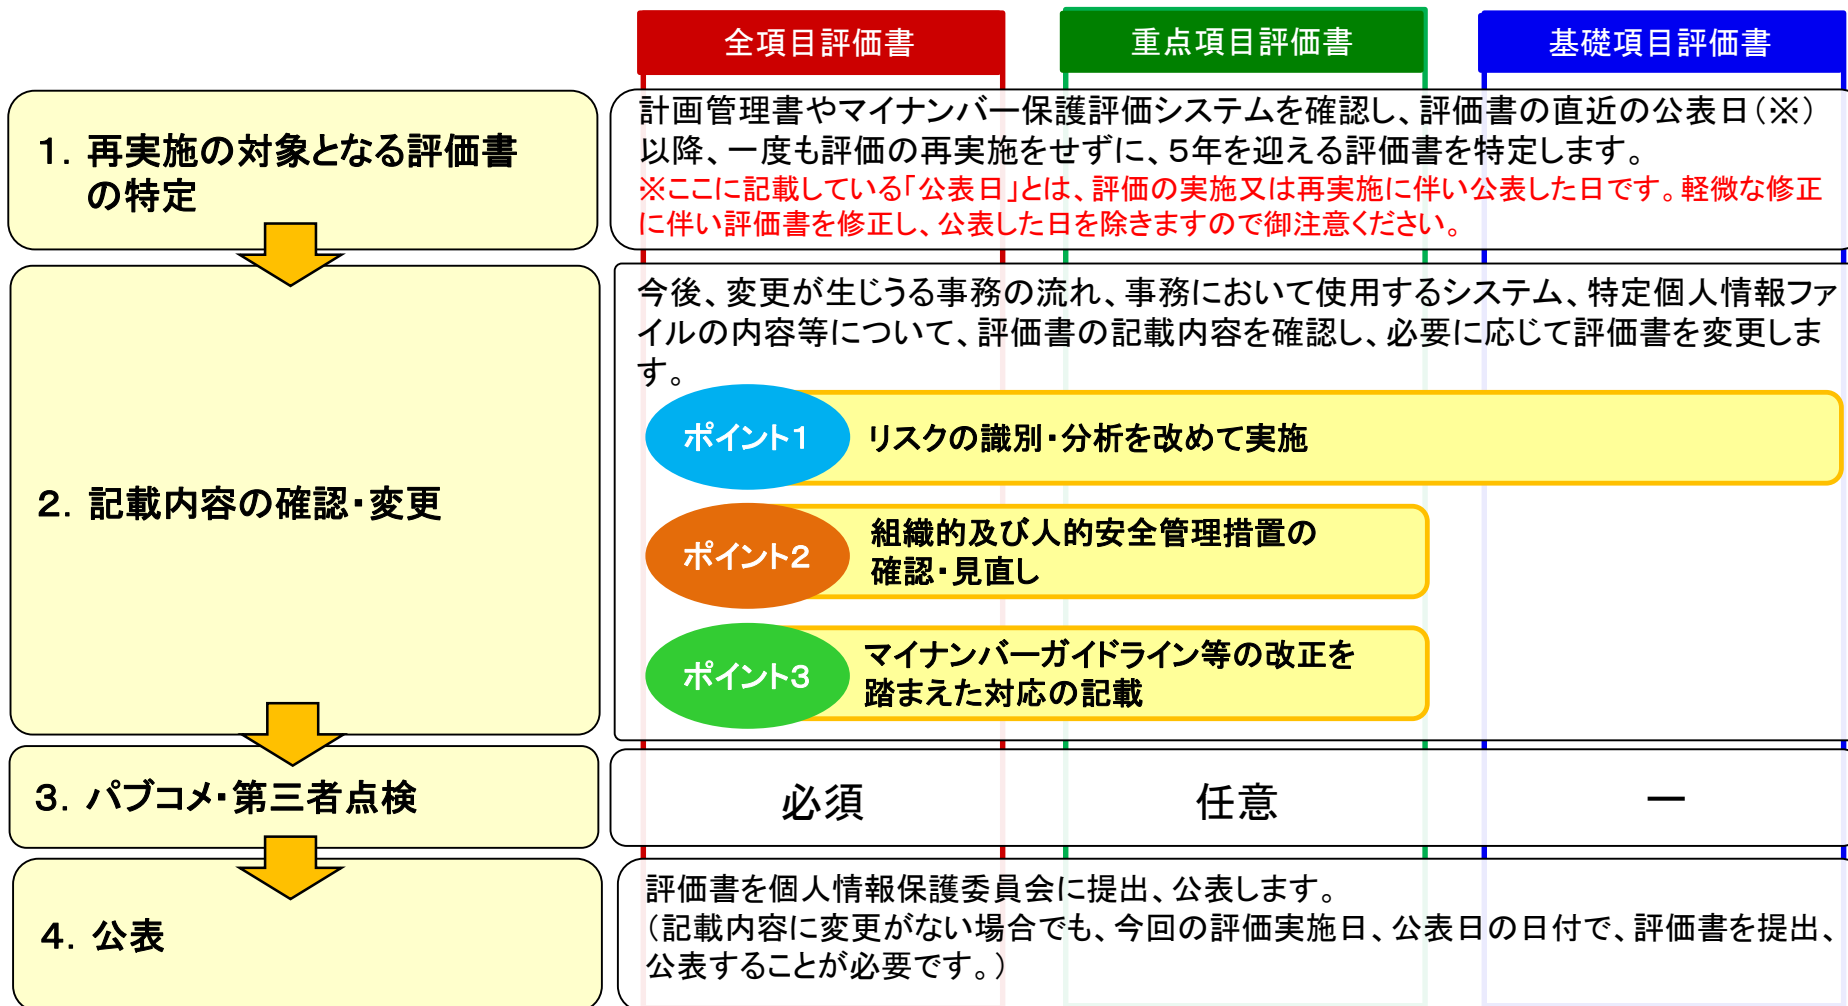 全項目評価書
重点項目評価書
基礎項目評価書
1．再実施の対象となる評価書
の特定
計画管理書やマイナンバー保護評価システムを確認し、評価書の直近の公表日（※）
以降、一度も評価の再実施をせずに、５年を迎える評価書を特定します。
※ここに記載している「公表日」とは、評価の実施又は再実施に伴い公表した日です。軽微な修正
に伴い評価書を修正し、公表した日を除きますので御注意ください。
2．記載内容の確認・変更
今後、変更が生じうる事務の流れ、事務において使用するシステム、特定個人情報ファ
イルの内容等について、評価書の記載内容を確認し、必要に応じて評価書を変更しま
す。
ポイント１
リスクの識別・分析を改めて実施
ポイント２
組織的及び人的安全管理措置の
確認・見直し
ポイント３
マイナンバーガイドライン等の改正を
踏まえた対応の記載
3．パブコメ・第三者点検
必須
任意
―
4．公表
評価書を個人情報保護委員会に提出、公表します。
（記載内容に変更がない場合でも、今回の評価実施日、公表日の日付で、評価書を提出、
公表することが必要です。）